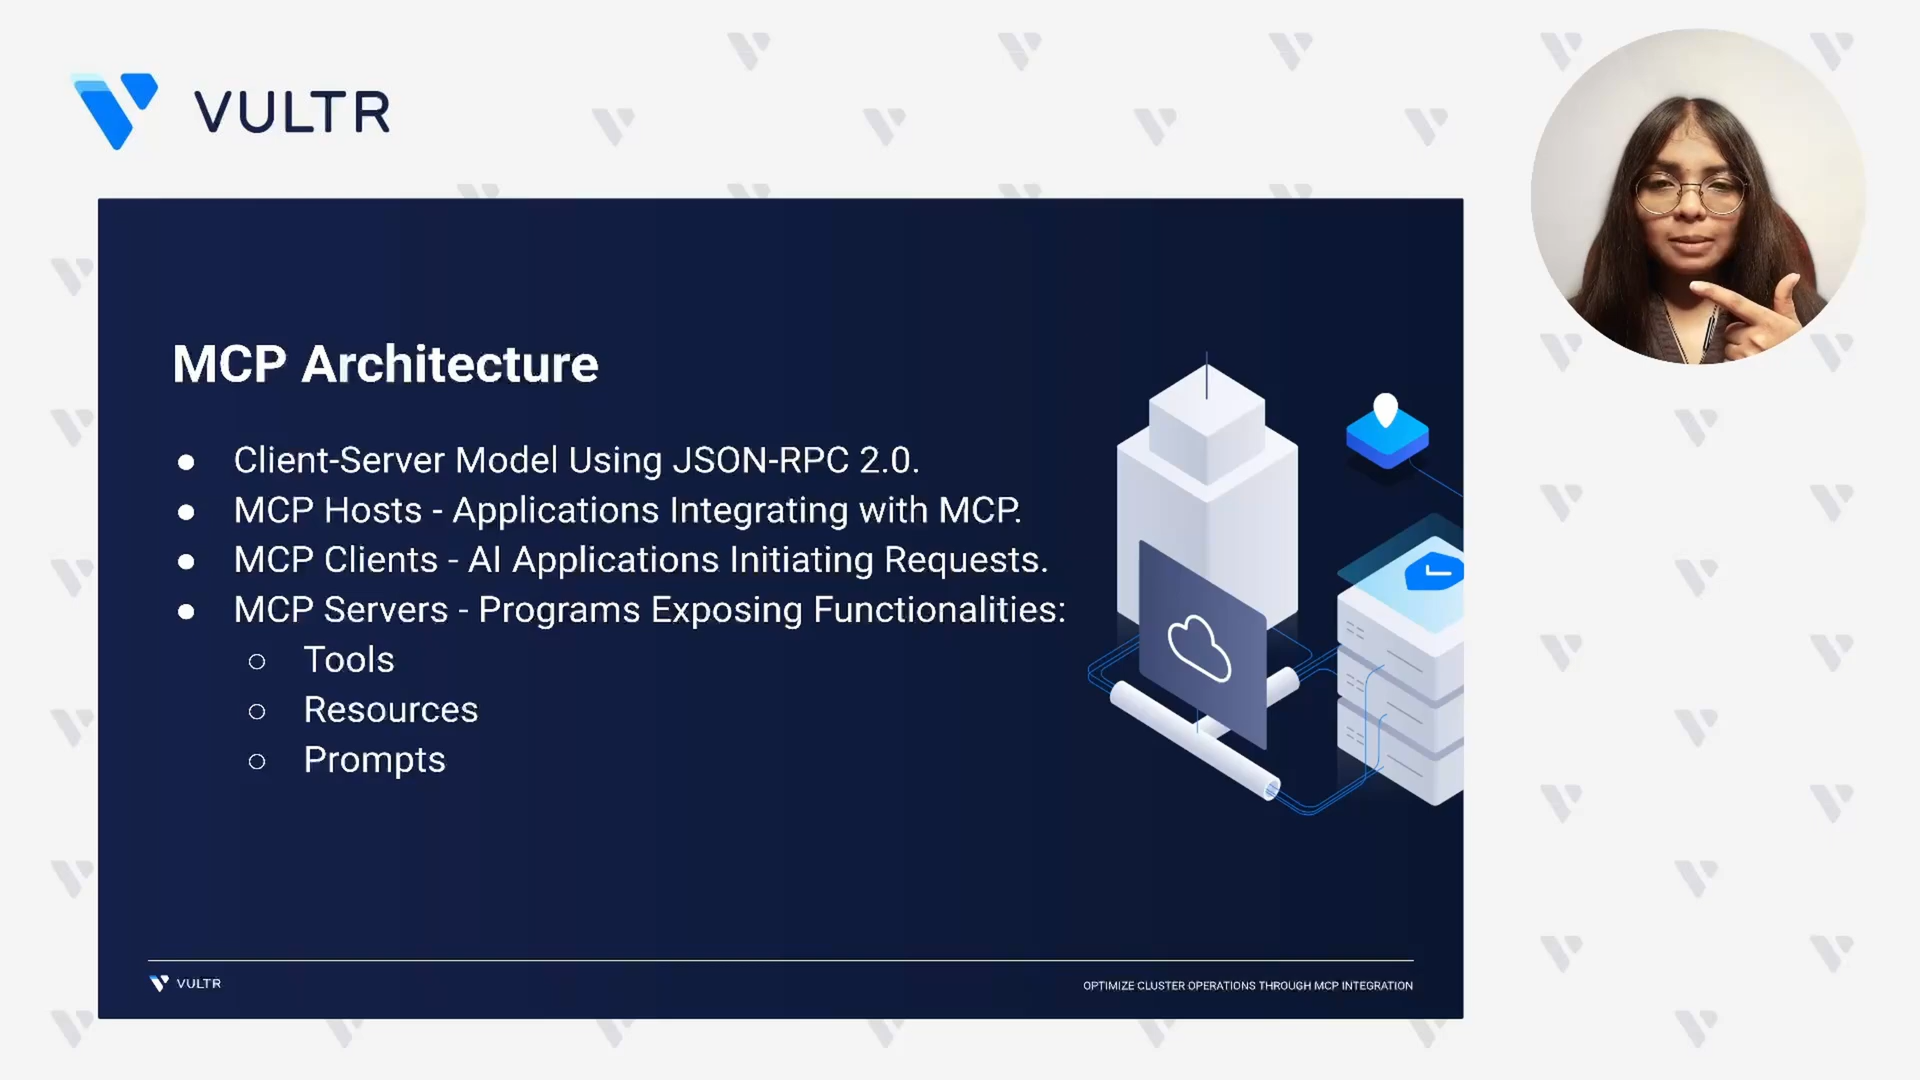 VULTR
MCP Architecture
● Client-Server Model Using JSON-RPC 2.0.
● MCP Hosts - Applications Integrating with MCP.
● MCP Clients - AI Applications Initiating Requests.
● MCP Servers - Programs Exposing Functionalities:
○ Tools
○ Resources
○ Prompts
VULTR
OPTIMIZE CLUSTER OPERATIONS THROUGH MCP INTEGRATION